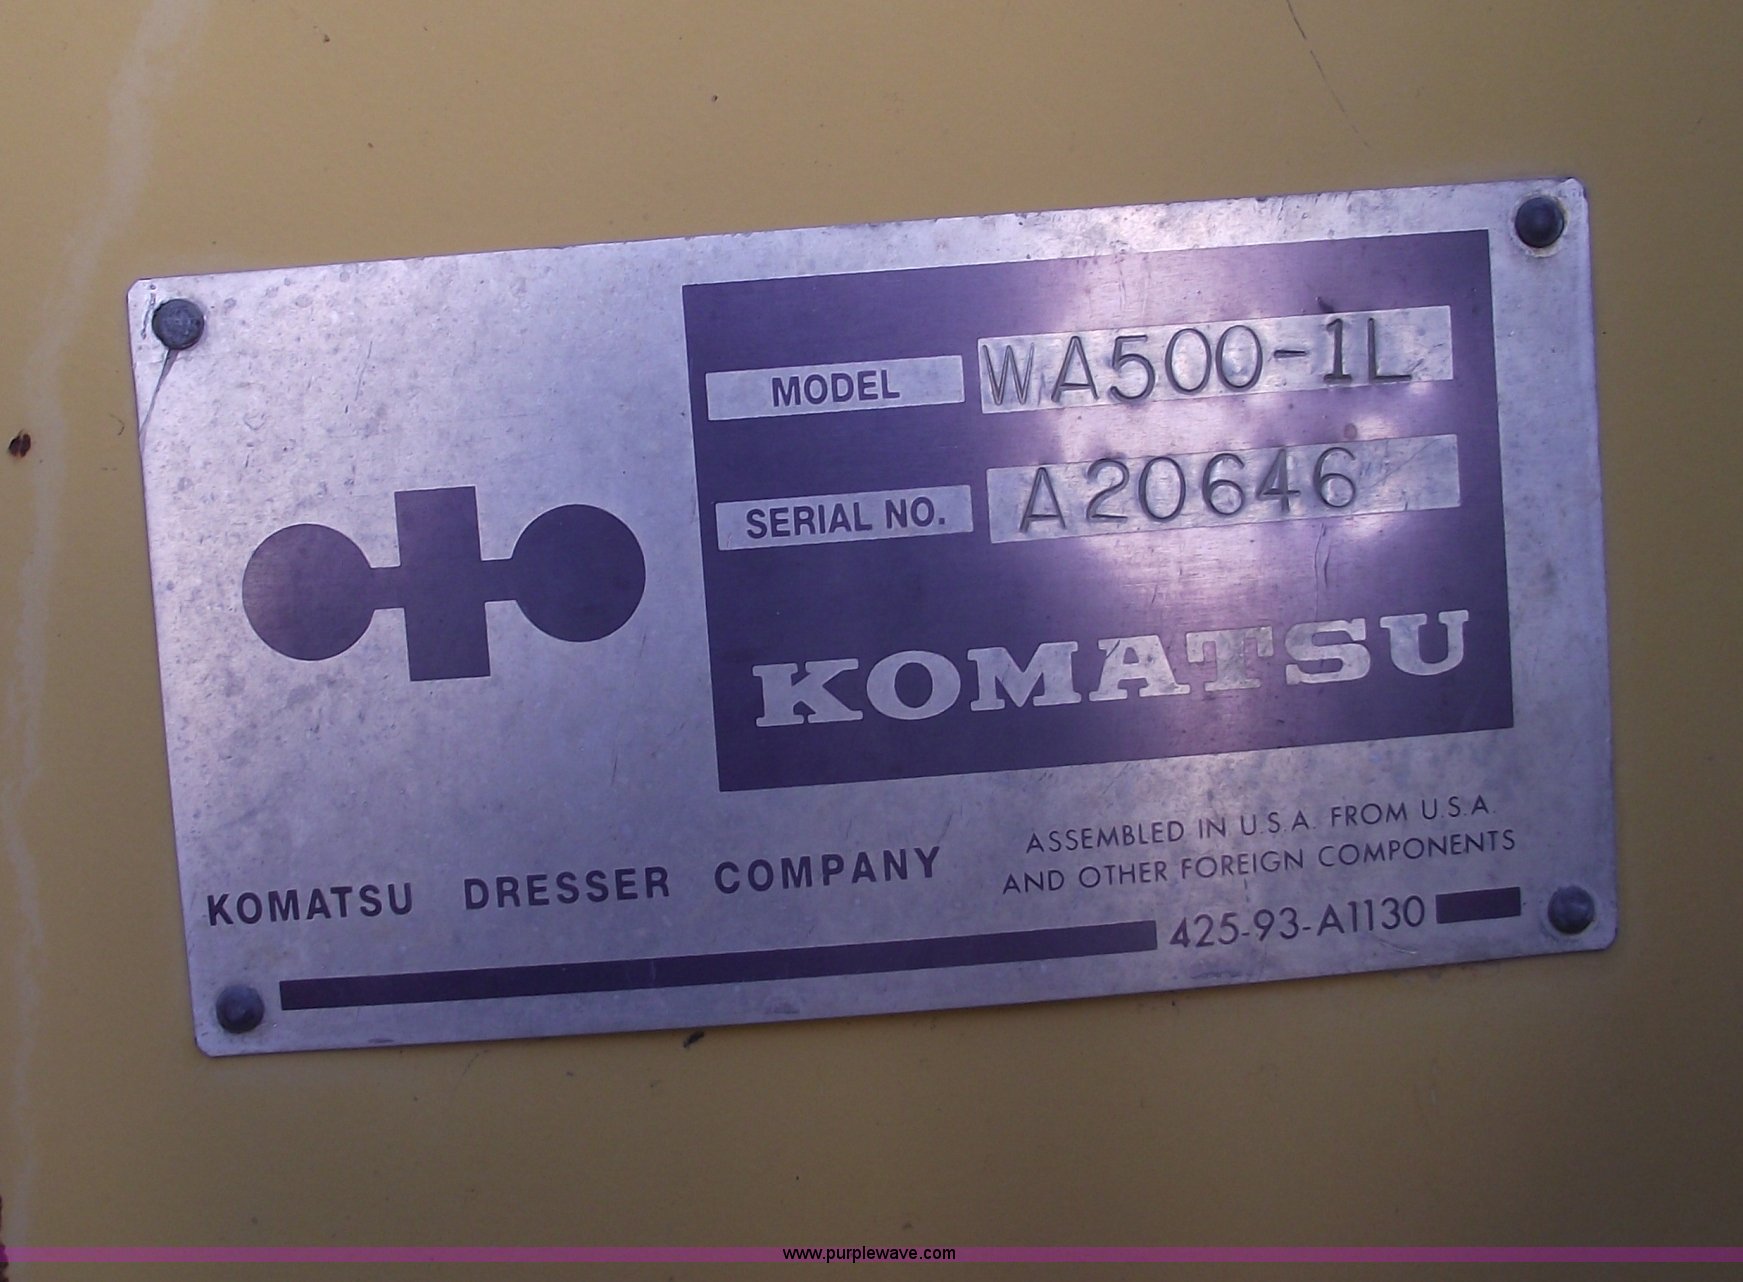 MODEL WA500-1L
SERIAL NO. A20646
KOMATSU
KOMATSU DRESSER COMPANY
ASSEMBLED IN U.S.A. FROM U.S.A.
AND OTHER FOREIGN COMPONENTS
425-93-A1130
www.purplewave.com